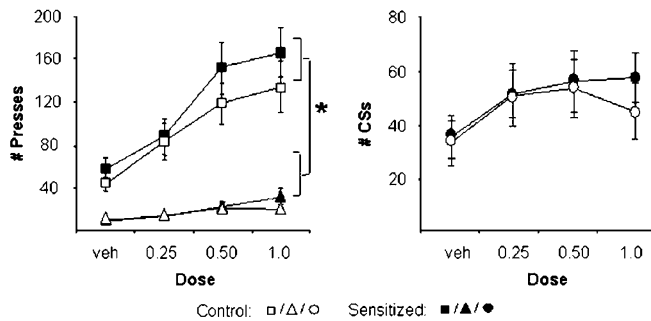 200
160
120
80
40
# Presses
*
veh 0.25 0.50 1.0
Dose
80
60
40
20
# CSs
veh 0.25 0.50 1.0
Dose
Control: □/△/○ Sensitized: ■/▲/●